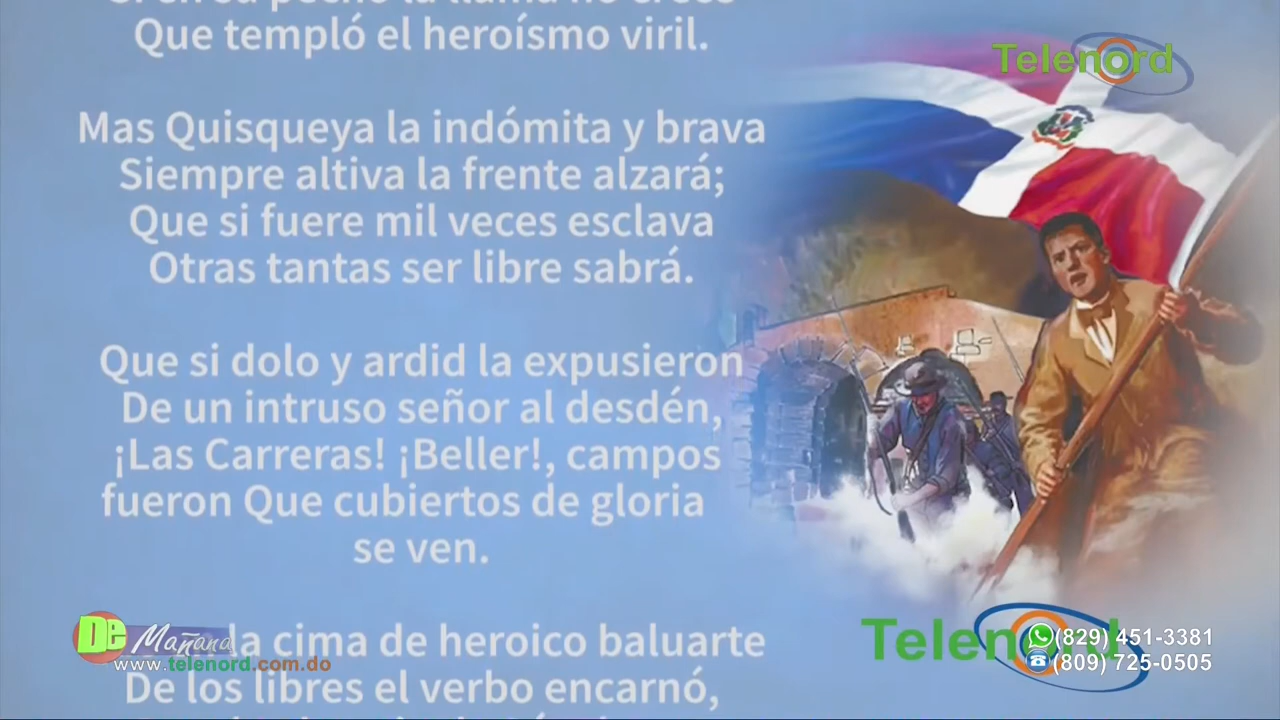 Que templó el heroísmo viril.
Mas Quisqueya la indómita y brava
Siempre altiva la frente alzará;
Que si fuere mil veces esclava
Otras tantas ser libre sabrá.
Que si dolo y ardid la expusieron
De un intruso señor al desdén,
¡Las Carreras! ¡Beller!, campos
fueron Que cubiertos de gloria
se ven.
la cima de heroico baluarte
De los libres el verbo encarnó,
Telenord
De Mañana
www.telenord.com.do
Telenord
(829) 451-3381
(809) 725-0505